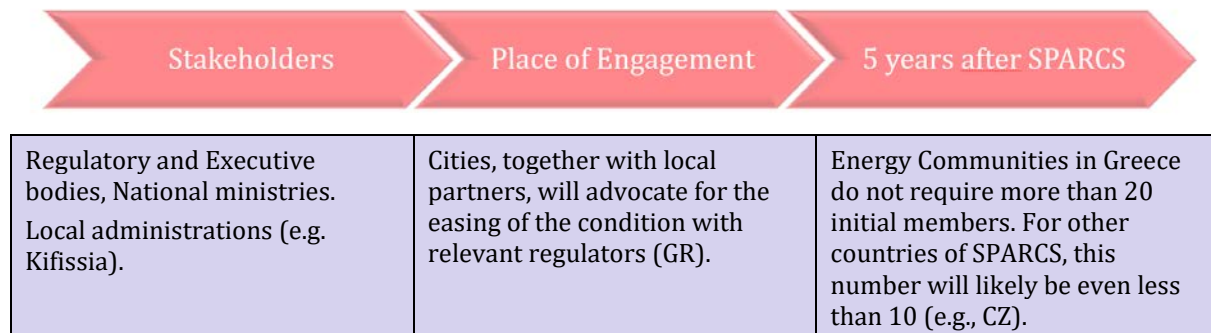 Stakeholders
Place of Engagement
5 years after SPARCS
Regulatory and Executive
bodies, National ministries.
Local administrations (e.g.
Kifissia).
Cities, together with local
partners, will advocate for the
easing of the condition with
relevant regulators (GR).
Energy Communities in Greece
do not require more than 20
initial members. For other
countries of SPARCS, this
number will likely be even less
than 10 (e.g., CZ).